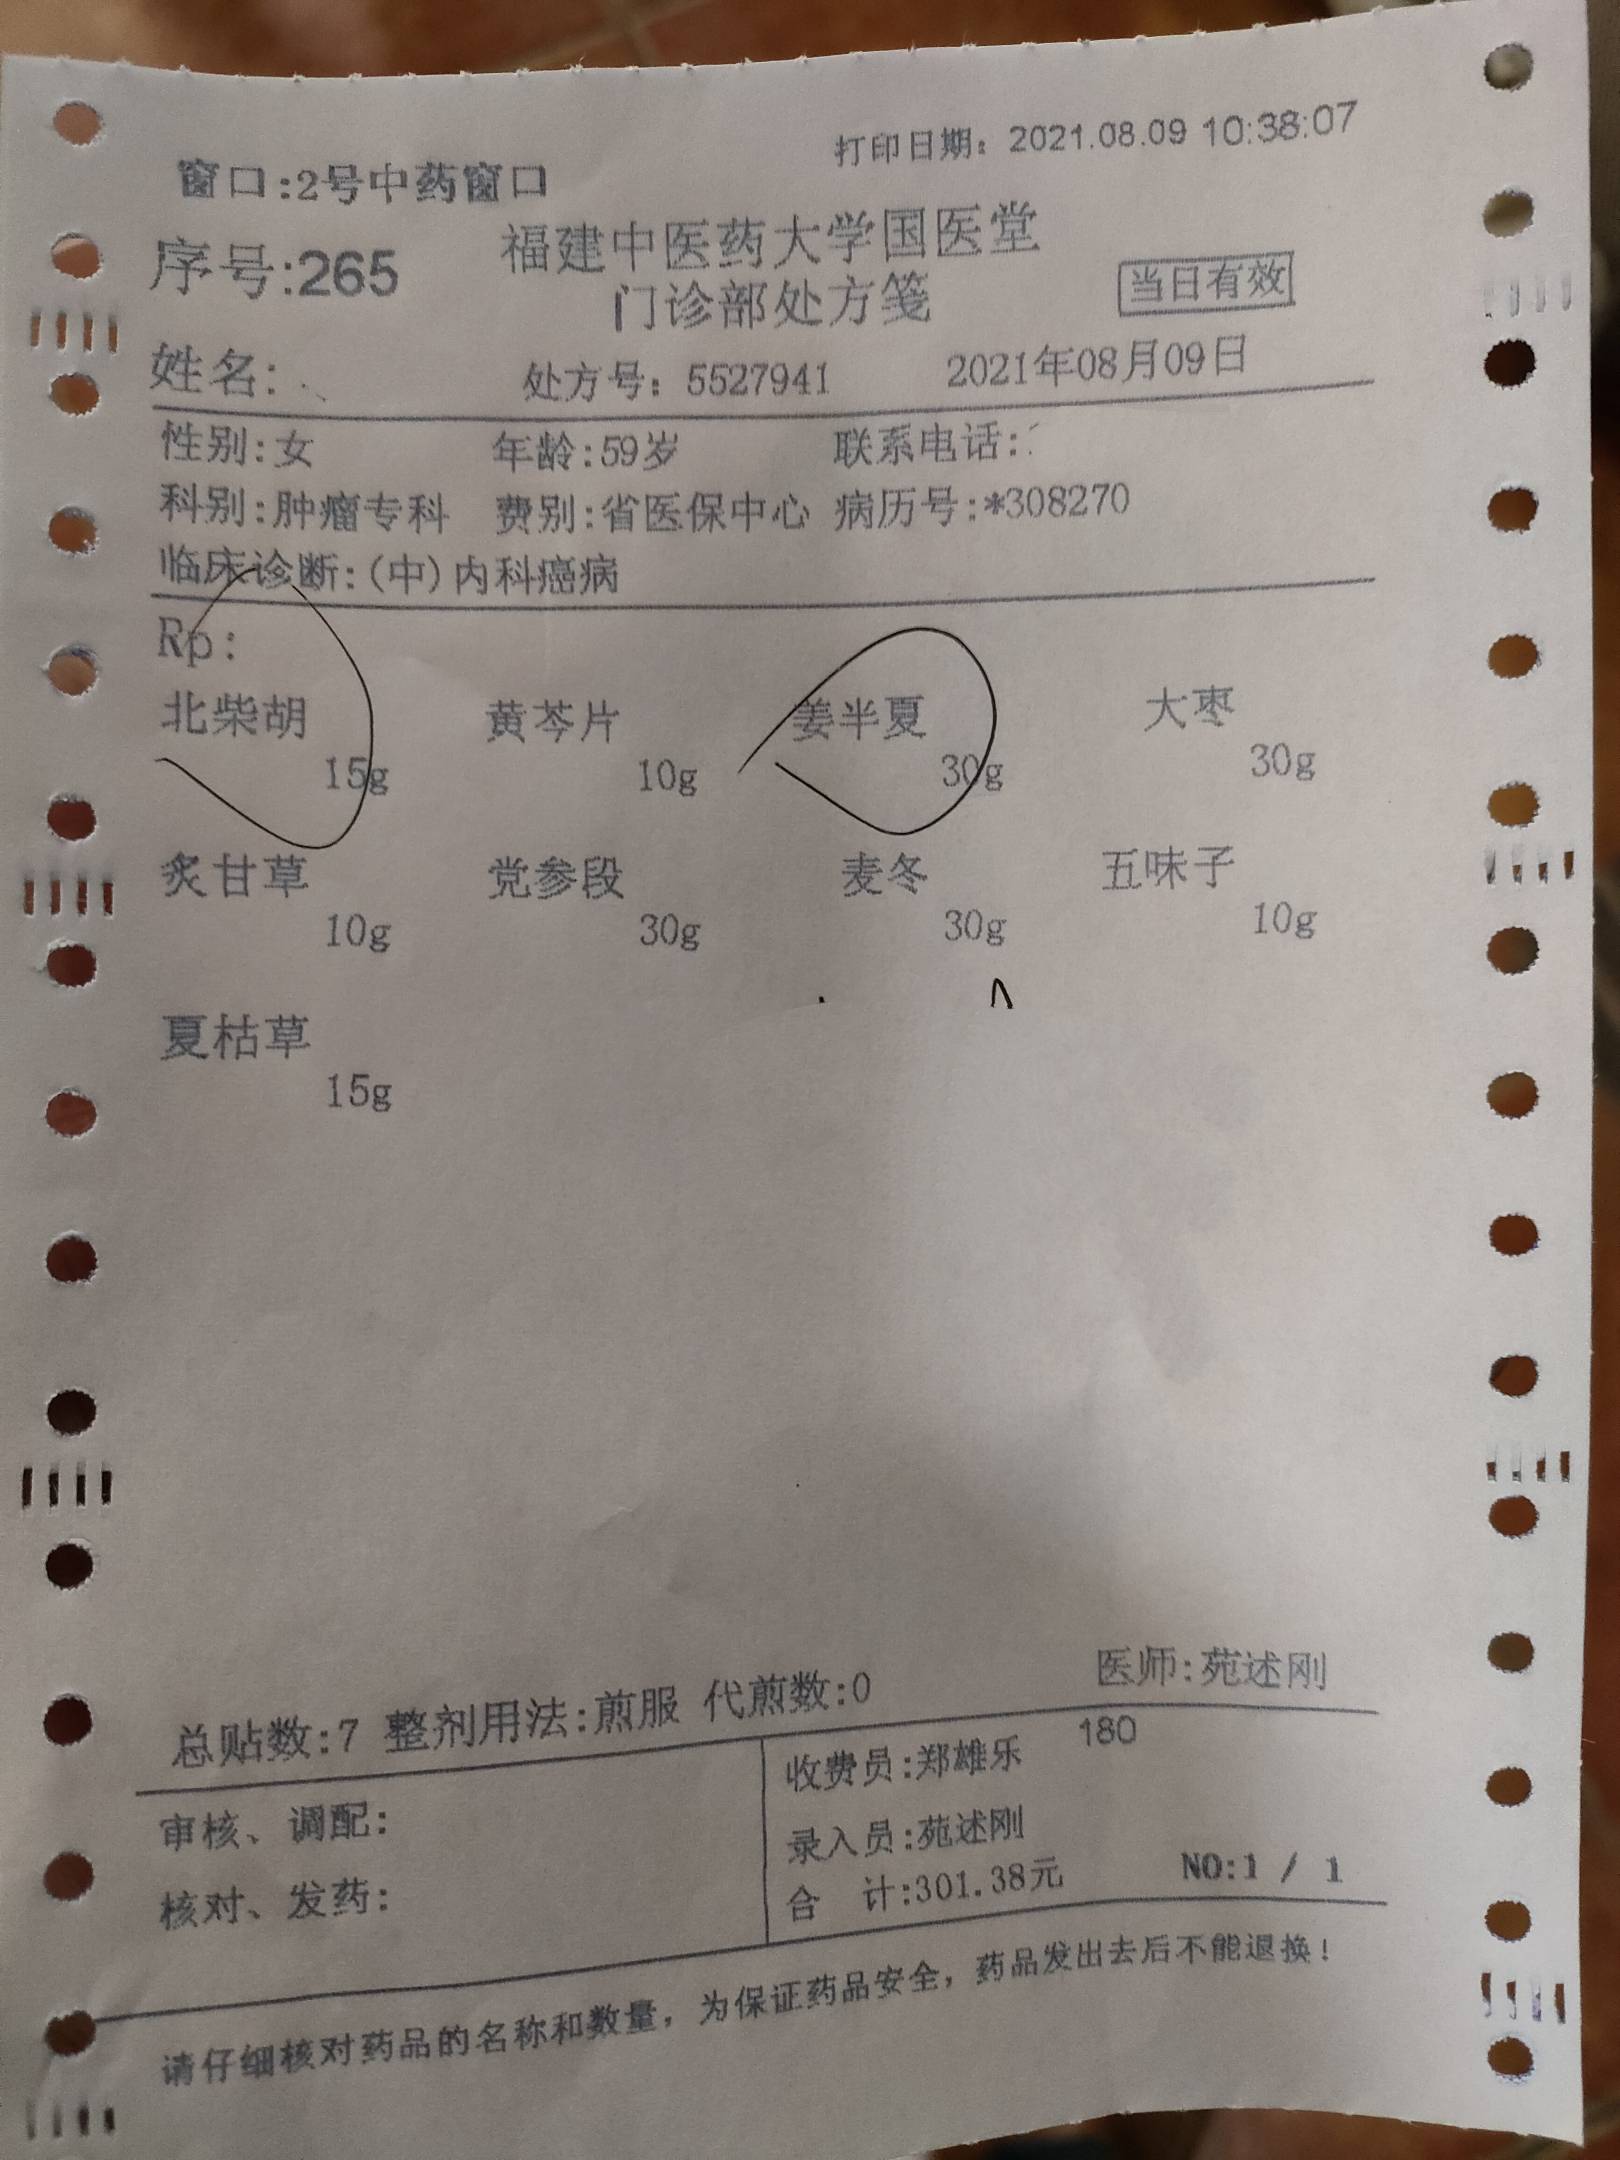 打印日期：2021.08.09 10:38:07
窗口:2号中药窗口
序号:265 福建中医药大学国医堂
门诊部处方笺 当日有效
姓名: 处方号：5527941 2021年08月09日
性别:女 年龄:59岁 联系电话:
科别:肿瘤专科 费别:省医保中心 病历号:*308270
临床诊断:(中)内科癌病
Rp:
北柴胡 黄芩片 姜半夏 大枣
15g 10g 30g 30g
炙甘草 党参段 麦冬 五味子
10g 30g 30g 10g
夏枯草
15g
总贴数:7 整剂用法:煎服 代煎数:0 医师:苑述刚
收费员:郑雄乐 180
审核、调配:
录入员:苑述刚
核对、发药:
合 计:301.38元 NO:1 / 1
请仔细核对药品的名称和数量，为保证药品安全，药品发出去后不能退换！